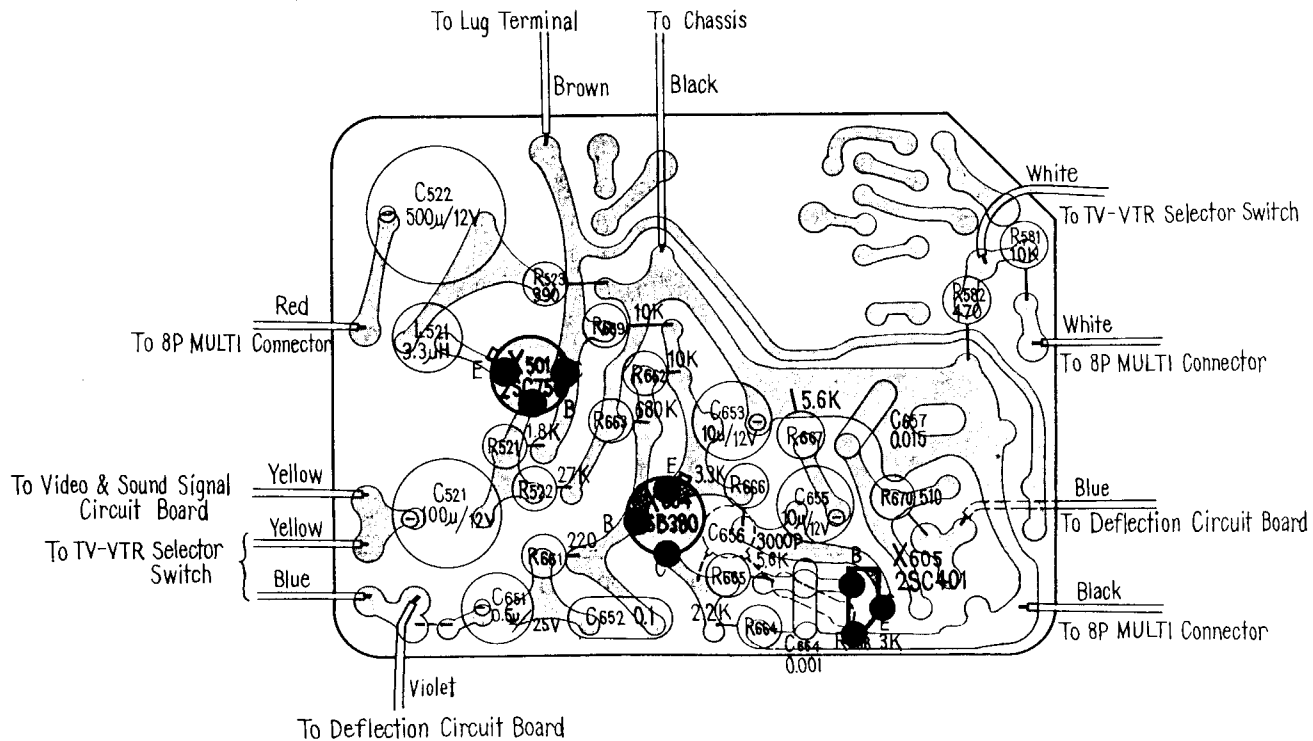 To Lug Terminal
To Chassis
Brown
Black
White
To TV-VTR Selector Switch
C522
500μ/12V
R581
10K
R523
390
R582
470
Red
To 8P MULTI Connector
L521
3.3μH
10K
White
To 8P MULTI Connector
E
X501
C
B
10K
R662
R663
680K
C653
10μ/12V
5.6K
R667
C657
0.015
1.8K
R521
27K
R522
Yellow
To Video & Sound Signal
Circuit Board
C521
100μ/12V
E
3.3K
R666
C655
10μ/12V
R670
510
Blue
To Deflection Circuit Board
Yellow
To TV-VTR Selector
Switch
B
C656
3000P
220
R661
5.6K
R665
C
B
X605
2SC401
Blue
C651
0.5μ
25V
C652 0.1
2.2K
R664
E
3K
Black
To 8P MULTI Connector
0.001
Violet
To Deflection Circuit Board